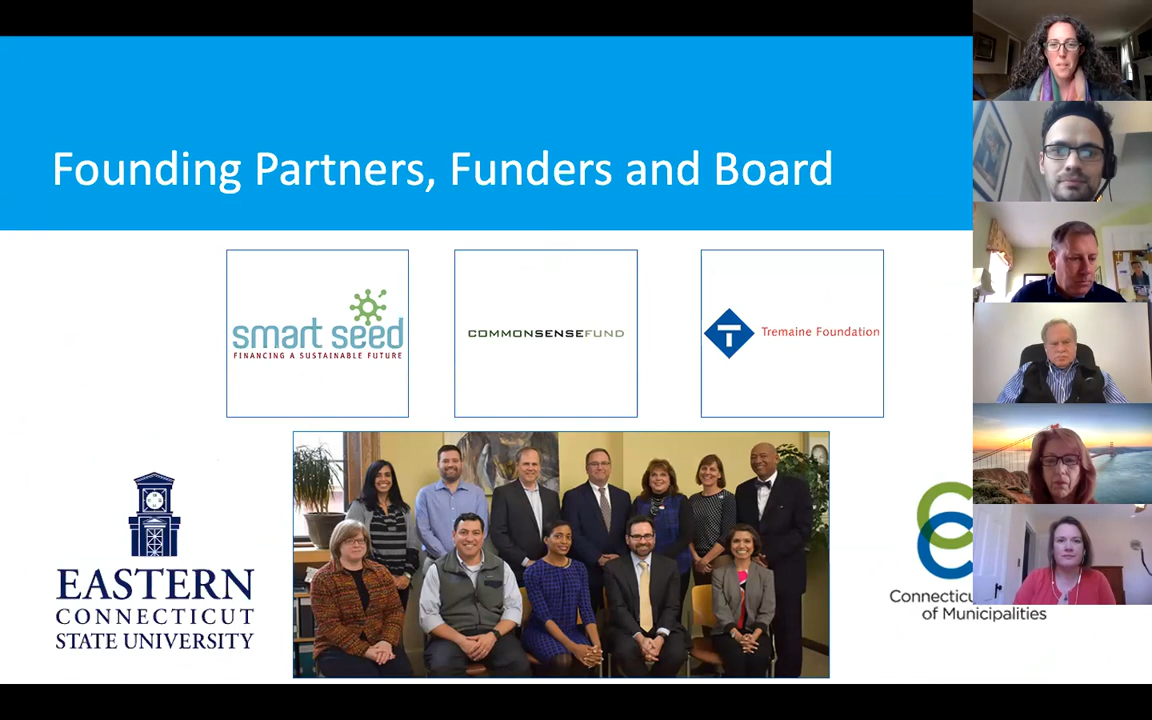 Founding Partners, Funders and Board
smart seed
FINANCING A SUSTAINABLE FUTURE
COMMONSENSEFUND
T
Tremaine Foundation
EASTERN
CONNECTICUT
STATE UNIVERSITY
Connecticu
of Municipalities